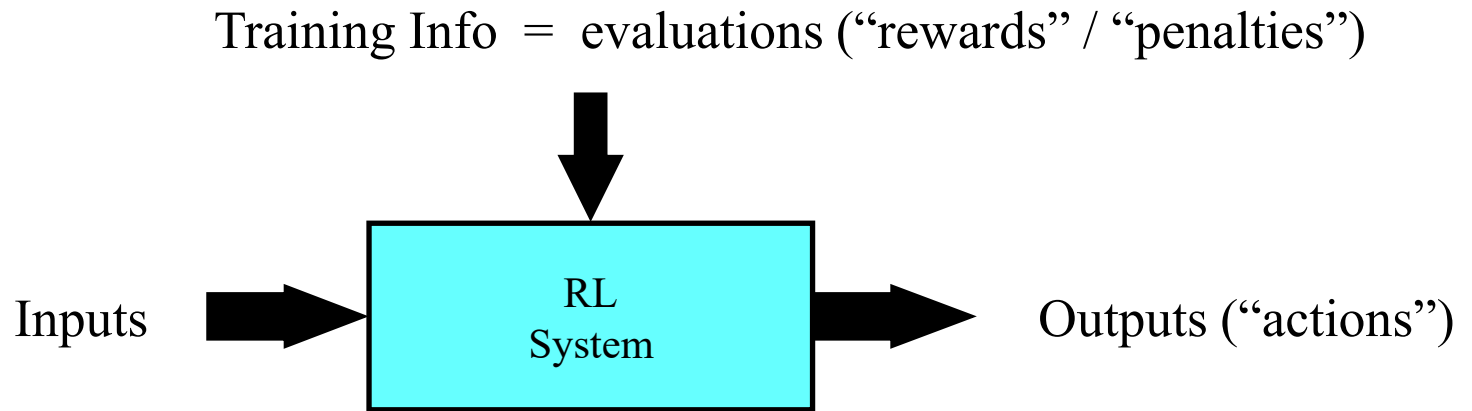 Training Info = evaluations (“rewards” / “penalties”)
RL
System
Inputs
Outputs (“actions”)